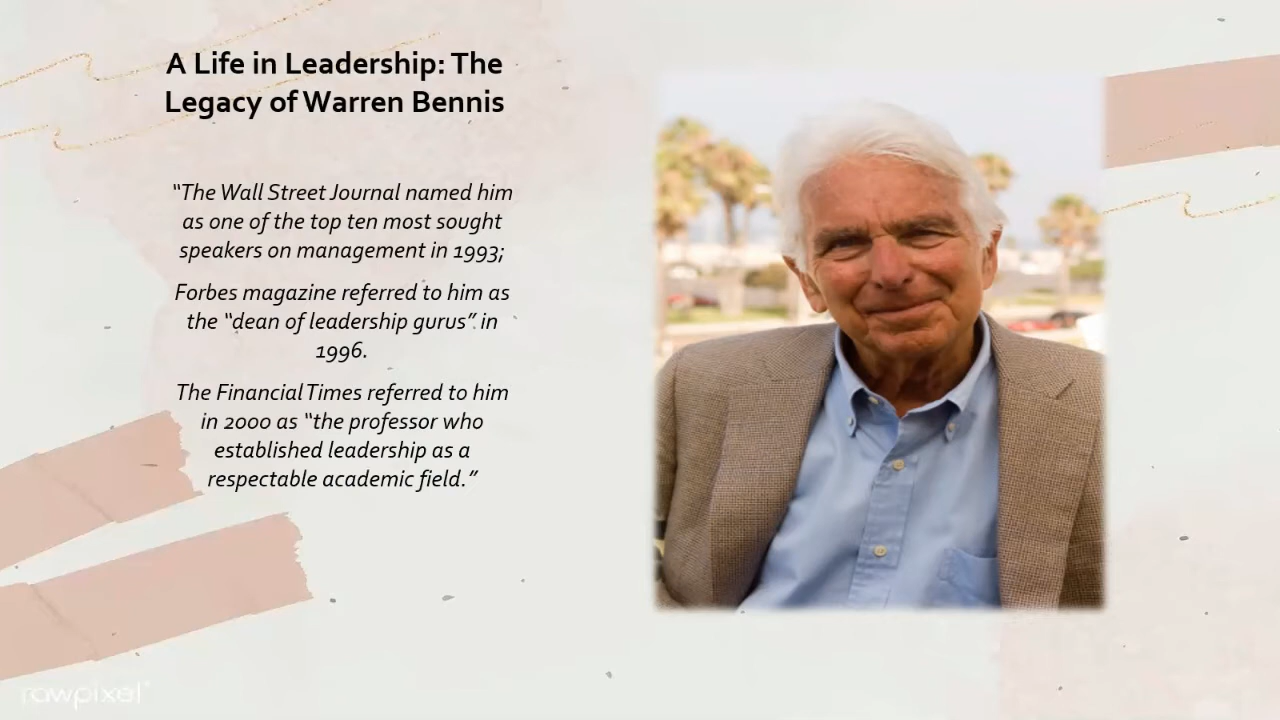 A Life in Leadership: The
Legacy of Warren Bennis
“The Wall Street Journal named him
as one of the top ten most sought
speakers on management in 1993;
Forbes magazine referred to him as
the “dean of leadership gurus” in
1996.
The Financial Times referred to him
in 2000 as “the professor who
established leadership as a
respectable academic field.”
rawpixel